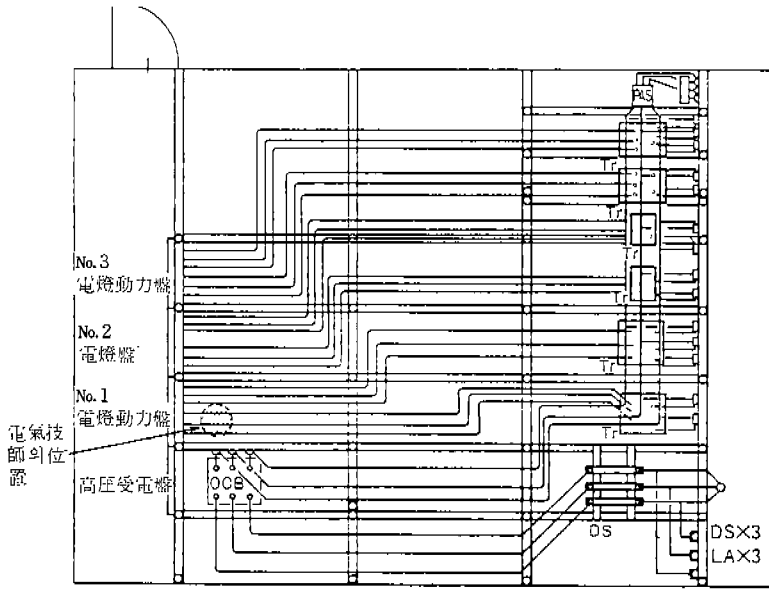 PAS
Tr
Tr
Tr
Tr
Tr
Tr
No.3
電燈動力盤
No.2
電燈盤
No.1
電燈動力盤
電氣技
師의位
置
高圧受電盤
OCB
DS
DS×3
LA×3